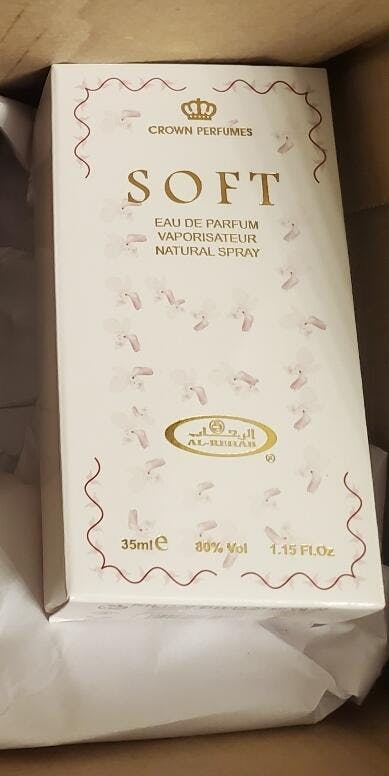 CROWN PERFUMES
SOFT
EAU DE PARFUM
VAPORISATEUR
NATURAL SPRAY
الرحاب
AL-REHAB
®
35ml e 80% Vol 1.15 Fl.Oz